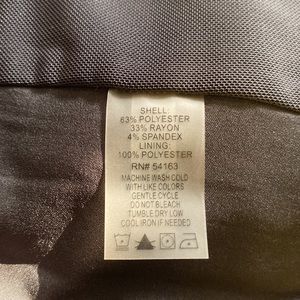 SHELL:
63% POLYESTER
33% RAYON
4% SPANDEX
LINING:
100% POLYESTER
RN# 54163
MACHINE WASH COLD
WITH LIKE COLORS
GENTLE CYCLE
DO NOT BLEACH
TUMBLE DRY LOW
COOL IRON IF NEEDED